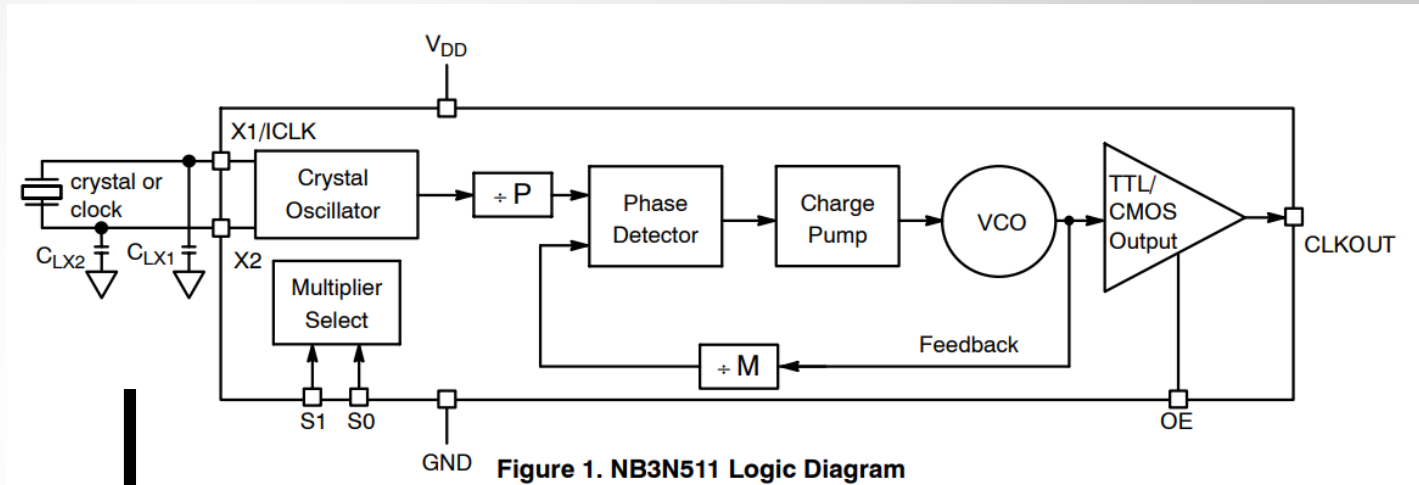 VDD
X1/ICLK
crystal or
clock
Crystal
Oscillator
÷ P
Phase
Detector
Charge
Pump
VCO
TTL/
CMOS
Output
CLKOUT
CLX2
CLX1
X2
Multiplier
Select
Feedback
÷ M
S1
S0
OE
GND
Figure 1. NB3N511 Logic Diagram